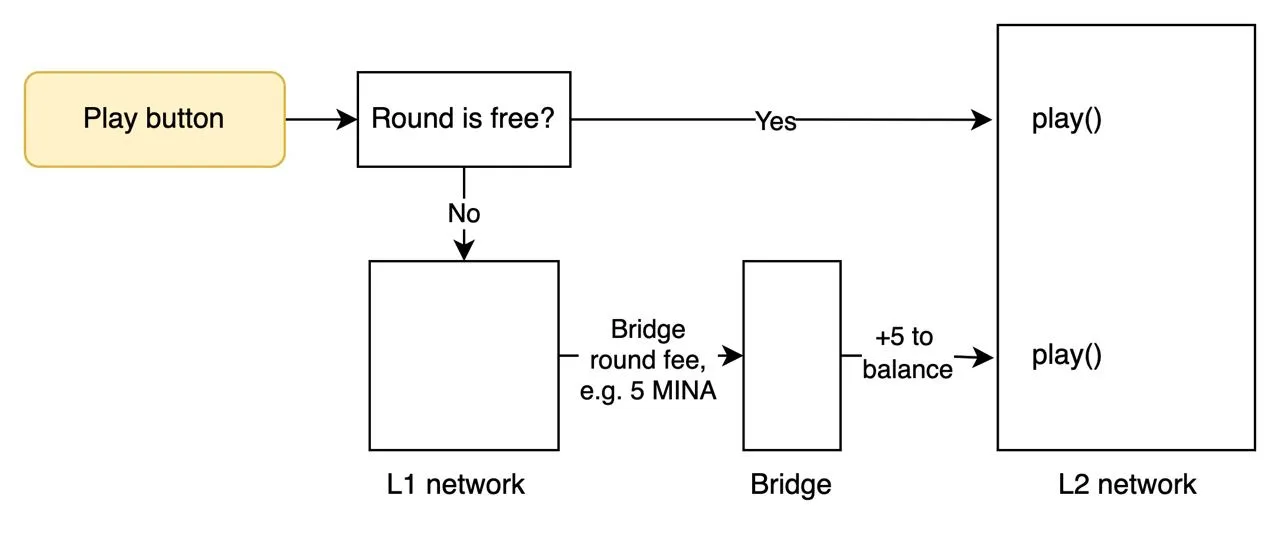 Play button
Round is free?
Yes
play()
No
Bridge
round fee,
e.g. 5 MINA
+5 to
balance
play()
L1 network
Bridge
L2 network